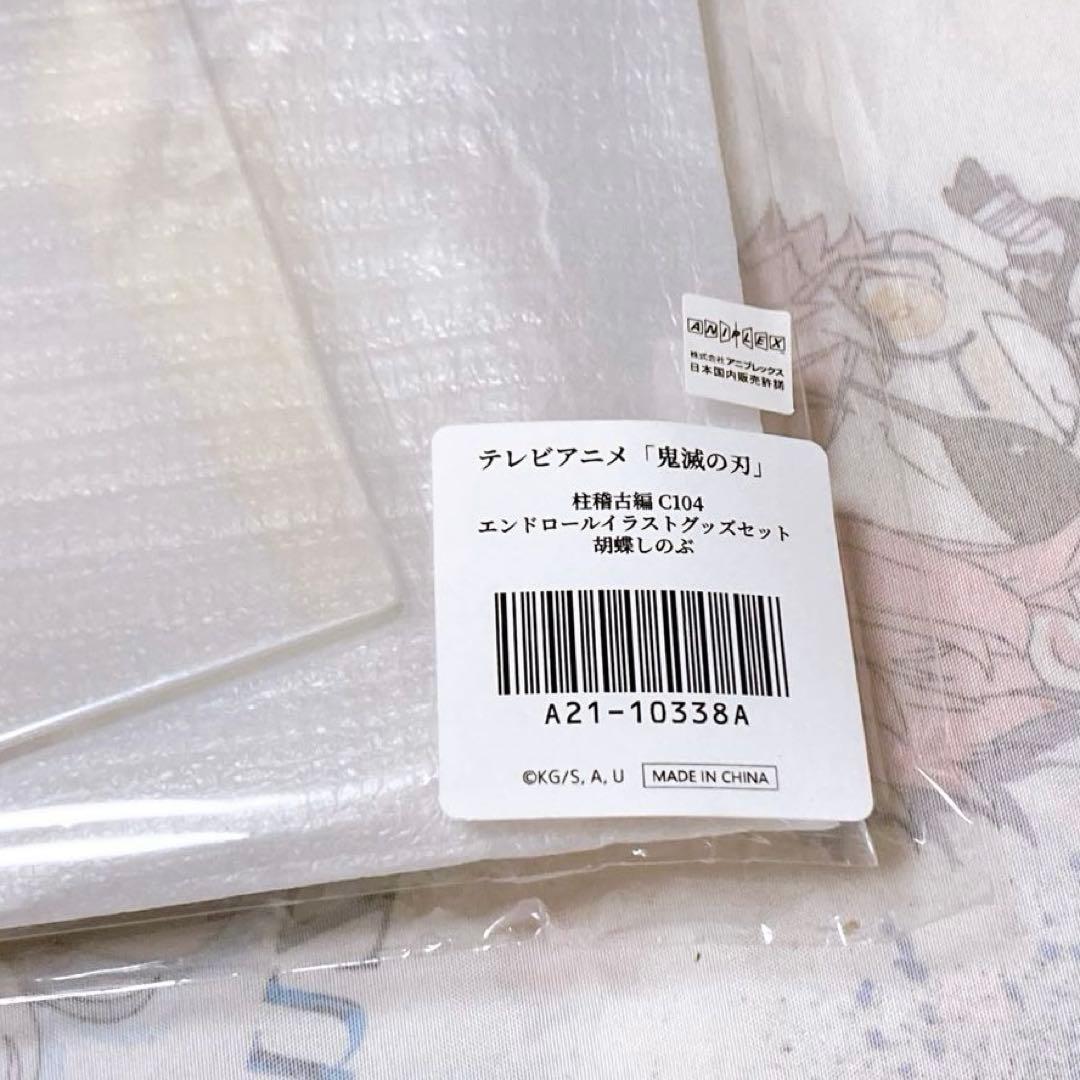 ANIPLEX
株式会社アニプレックス
日本国内販売許諾
テレビアニメ「鬼滅の刃」
柱稽古編 C104
エンドロールイラストグッズセット
胡蝶しのぶ
A21-10338A
©KG/S, A, U MADE IN CHINA